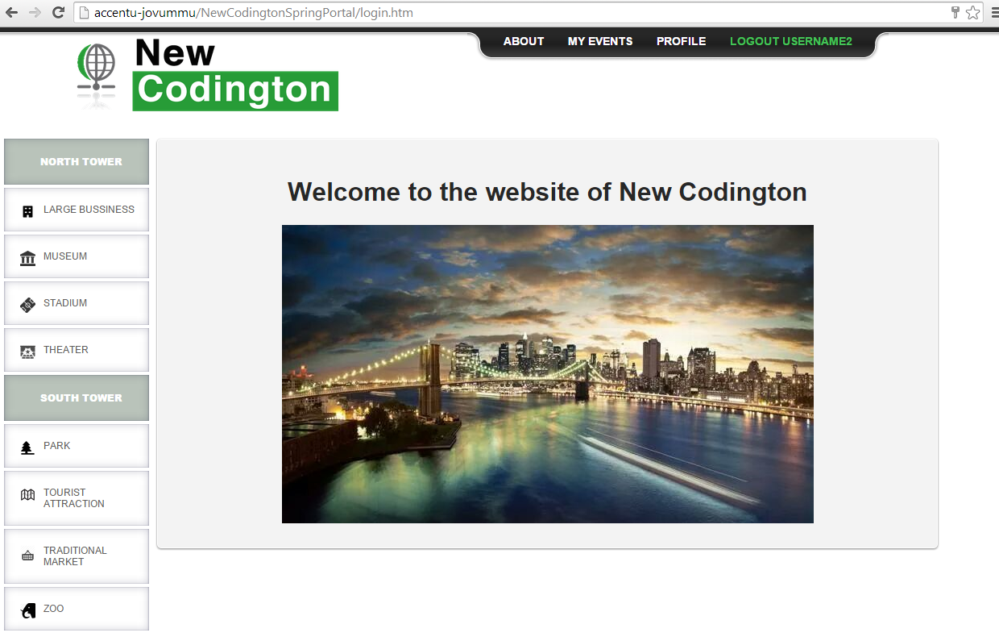 accentu-jovummu/NewCodingtonSpringPortal/login.htm
ABOUT MY EVENTS PROFILE LOGOUT USERNAME2
New
Codington
NORTH TOWER
LARGE BUSSINESS
MUSEUM
STADIUM
THEATER
SOUTH TOWER
PARK
TOURIST
ATTRACTION
TRADITIONAL
MARKET
ZOO
Welcome to the website of New Codington